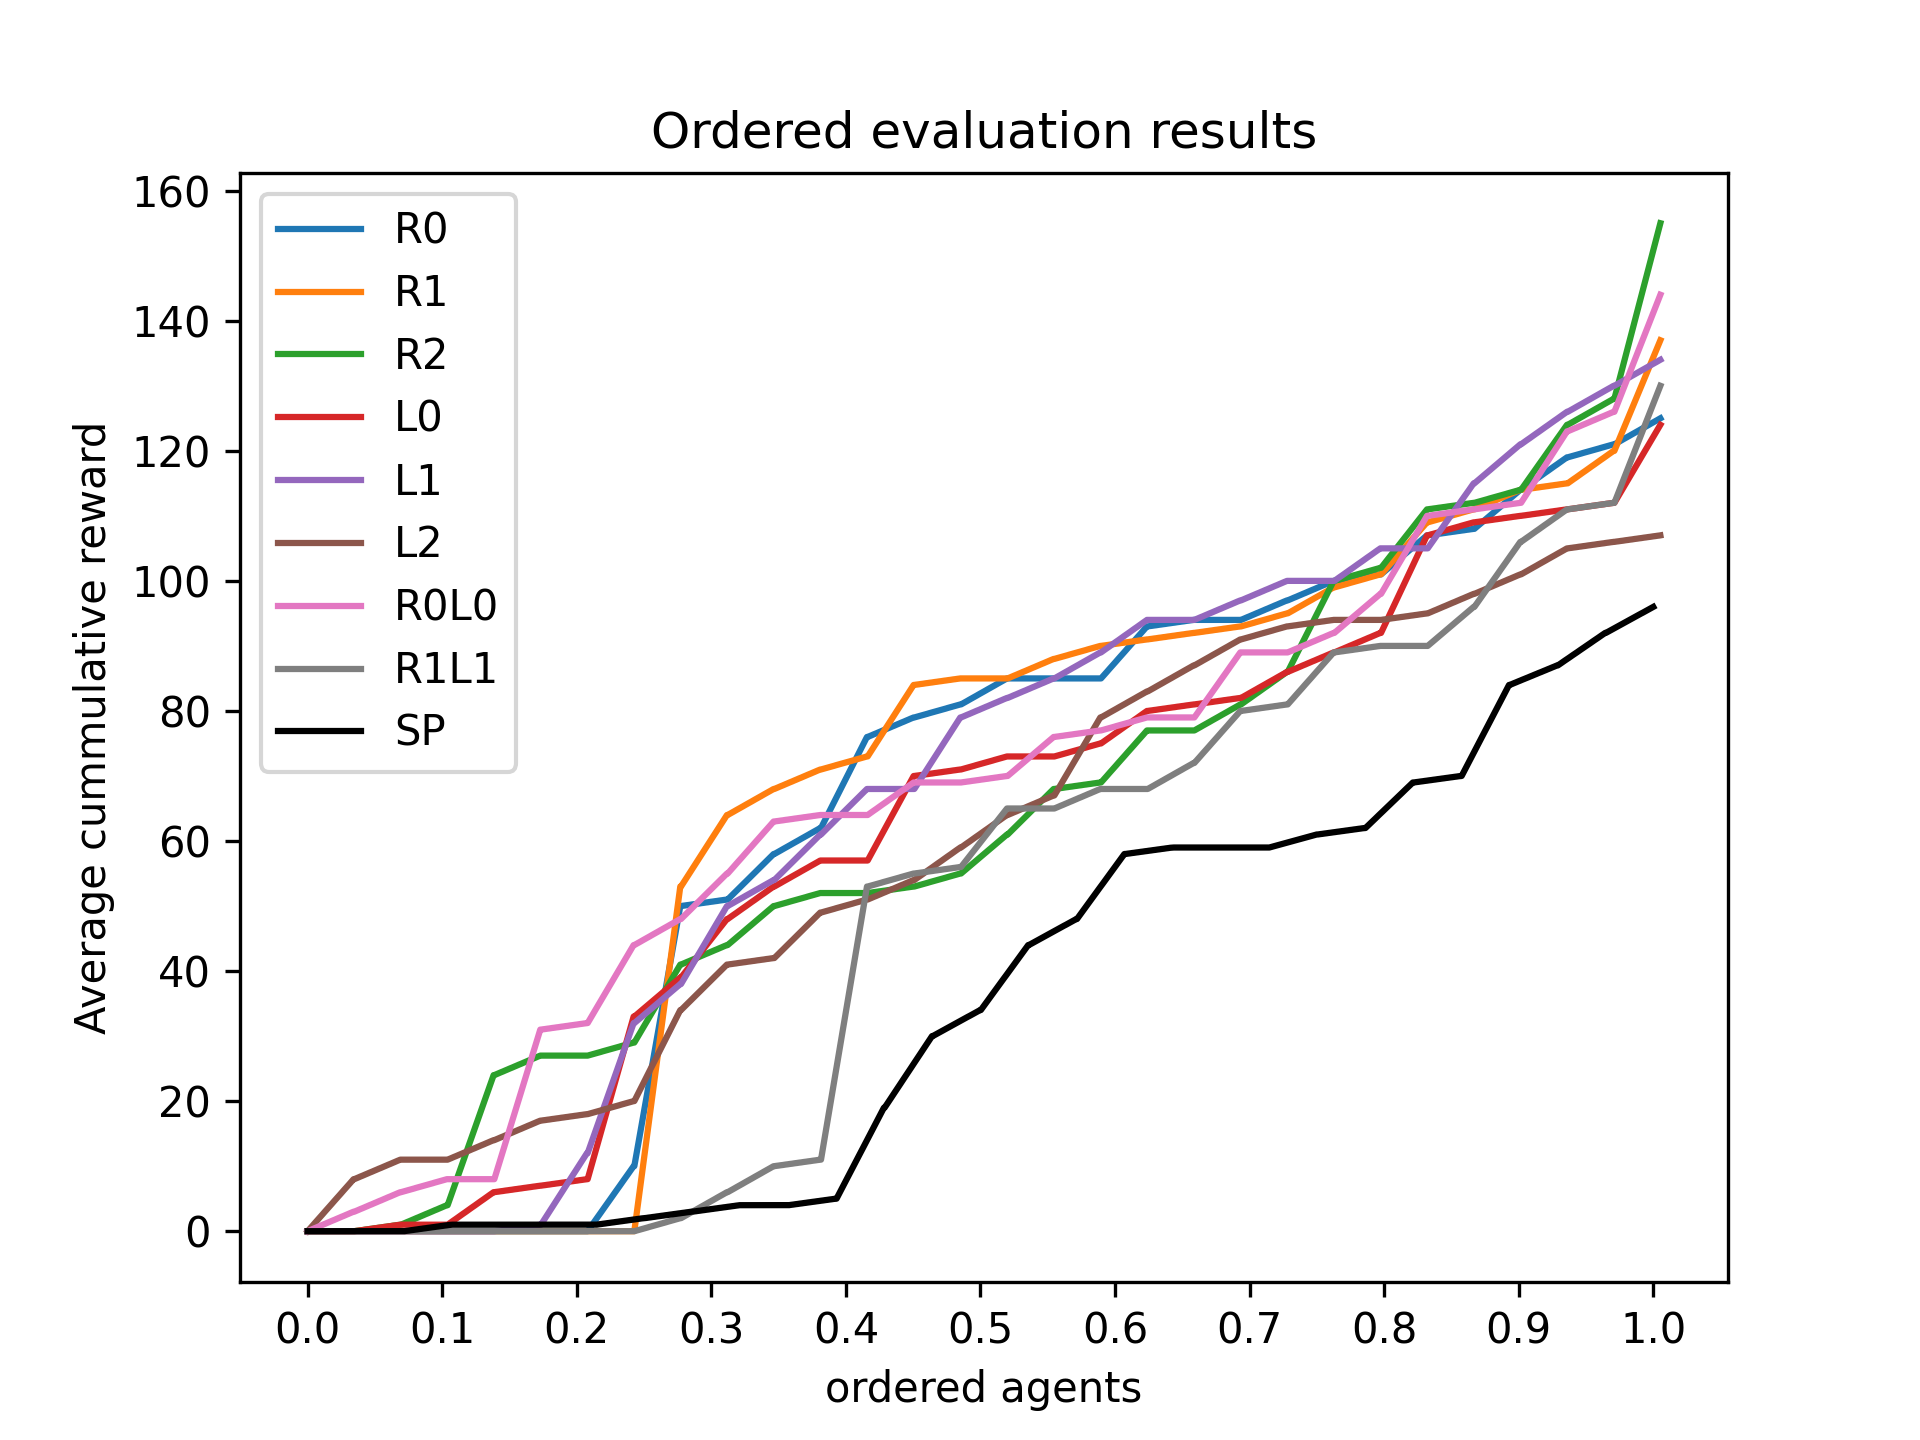 Ordered evaluation results
160
140
120
100
80
60
40
20
0
Average cummulative reward
R0
R1
R2
L0
L1
L2
R0L0
R1L1
SP
0.0 0.1 0.2 0.3 0.4 0.5 0.6 0.7 0.8 0.9 1.0
ordered agents